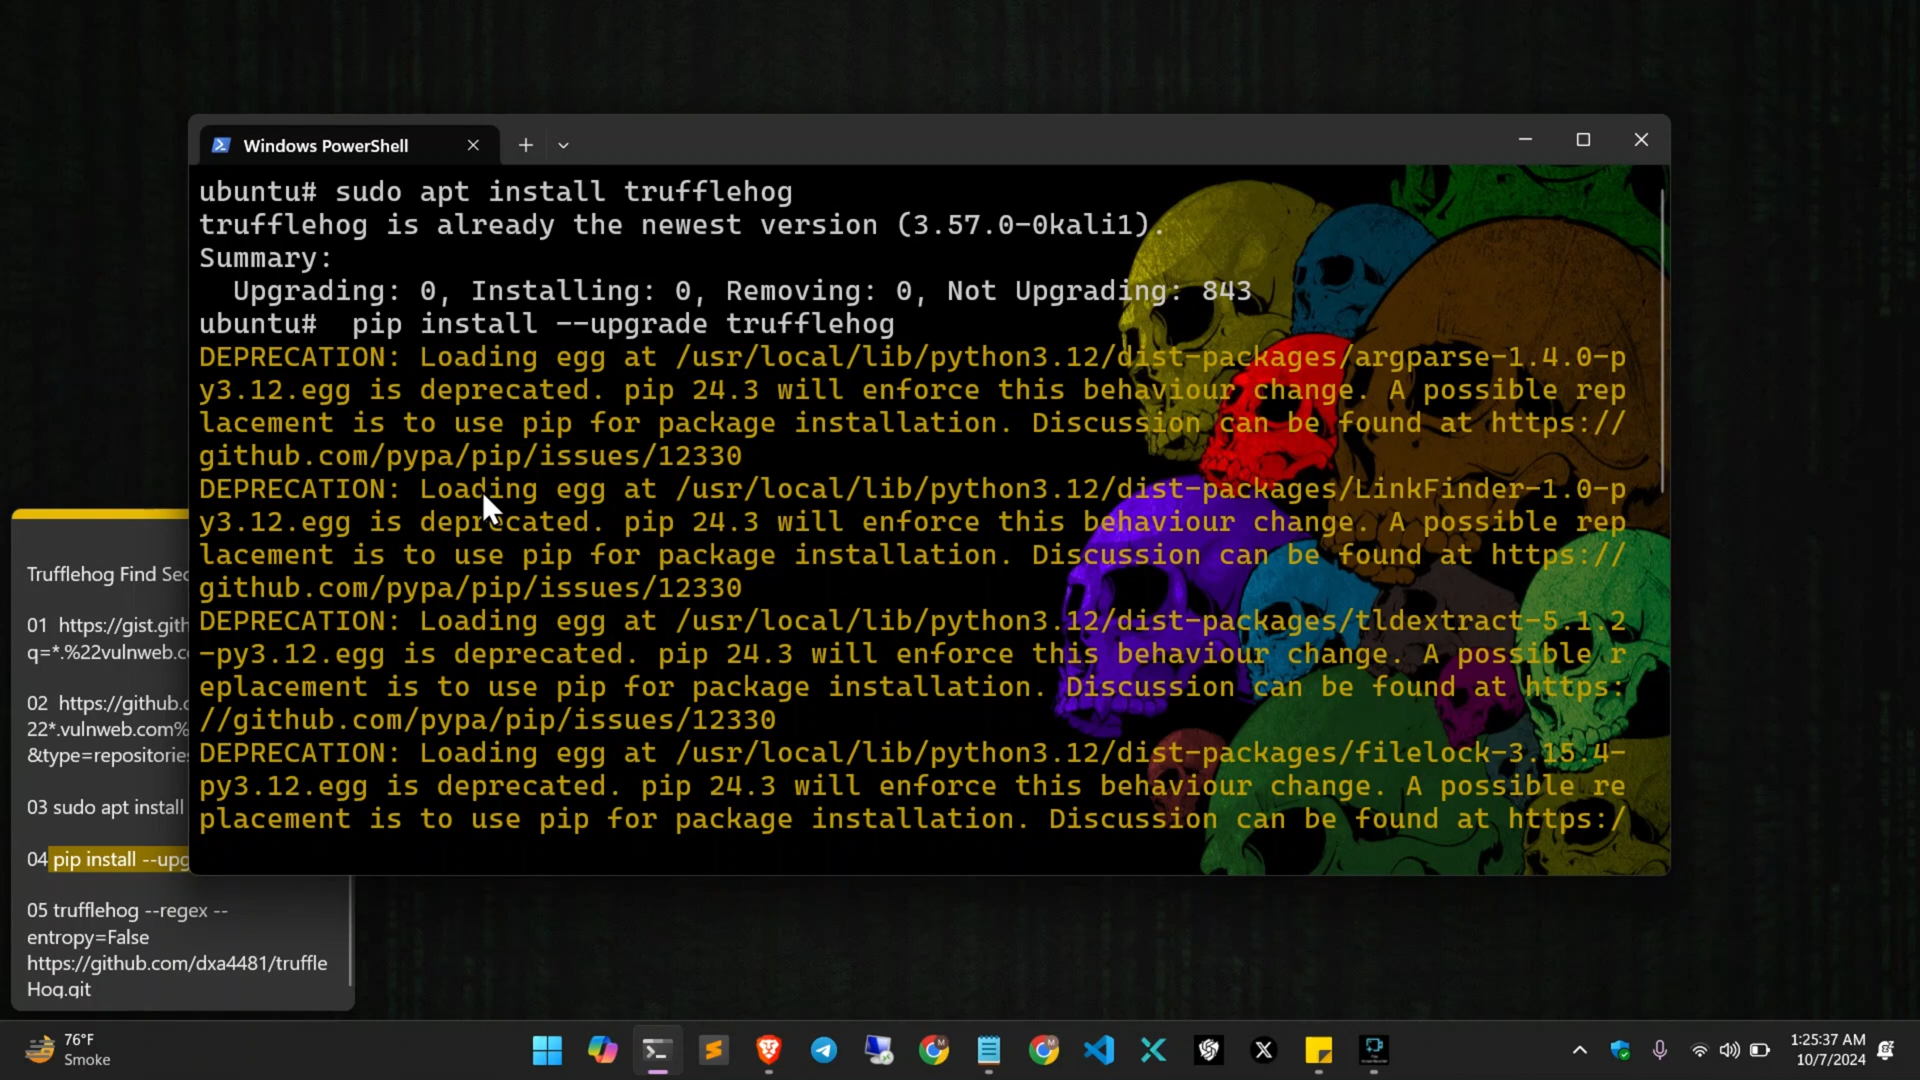 Windows PowerShell
ubuntu# sudo apt install trufflehog
trufflehog is already the newest version (3.57.0-0kali1).
Summary:
  Upgrading: 0, Installing: 0, Removing: 0, Not Upgrading: 843
ubuntu#  pip install --upgrade trufflehog
DEPRECATION: Loading egg at /usr/local/lib/python3.12/dist-packages/argparse-1.4.0-p
y3.12.egg is deprecated. pip 24.3 will enforce this behaviour change. A possible rep
lacement is to use pip for package installation. Discussion can be found at https://
github.com/pypa/pip/issues/12330
DEPRECATION: Loading egg at /usr/local/lib/python3.12/dist-packages/LinkFinder-1.0-p
y3.12.egg is deprecated. pip 24.3 will enforce this behaviour change. A possible rep
lacement is to use pip for package installation. Discussion can be found at https://
github.com/pypa/pip/issues/12330
DEPRECATION: Loading egg at /usr/local/lib/python3.12/dist-packages/tldextract-5.1.2
-py3.12.egg is deprecated. pip 24.3 will enforce this behaviour change. A possible r
eplacement is to use pip for package installation. Discussion can be found at https:
//github.com/pypa/pip/issues/12330
DEPRECATION: Loading egg at /usr/local/lib/python3.12/dist-packages/filelock-3.15.4-
py3.12.egg is deprecated. pip 24.3 will enforce this behaviour change. A possible re
placement is to use pip for package installation. Discussion can be found at https:/
Trufflehog Find Sec
01  https://gist.gith
q=*.%22vulnweb.c
02  https://github.c
22*.vulnweb.com%
&type=repositories
03 sudo apt install
04 pip install --upg
05 trufflehog --regex --
entropy=False
https://github.com/dxa4481/truffle
Hog.git
76°F
Smoke
1:25:37 AM
10/7/2024